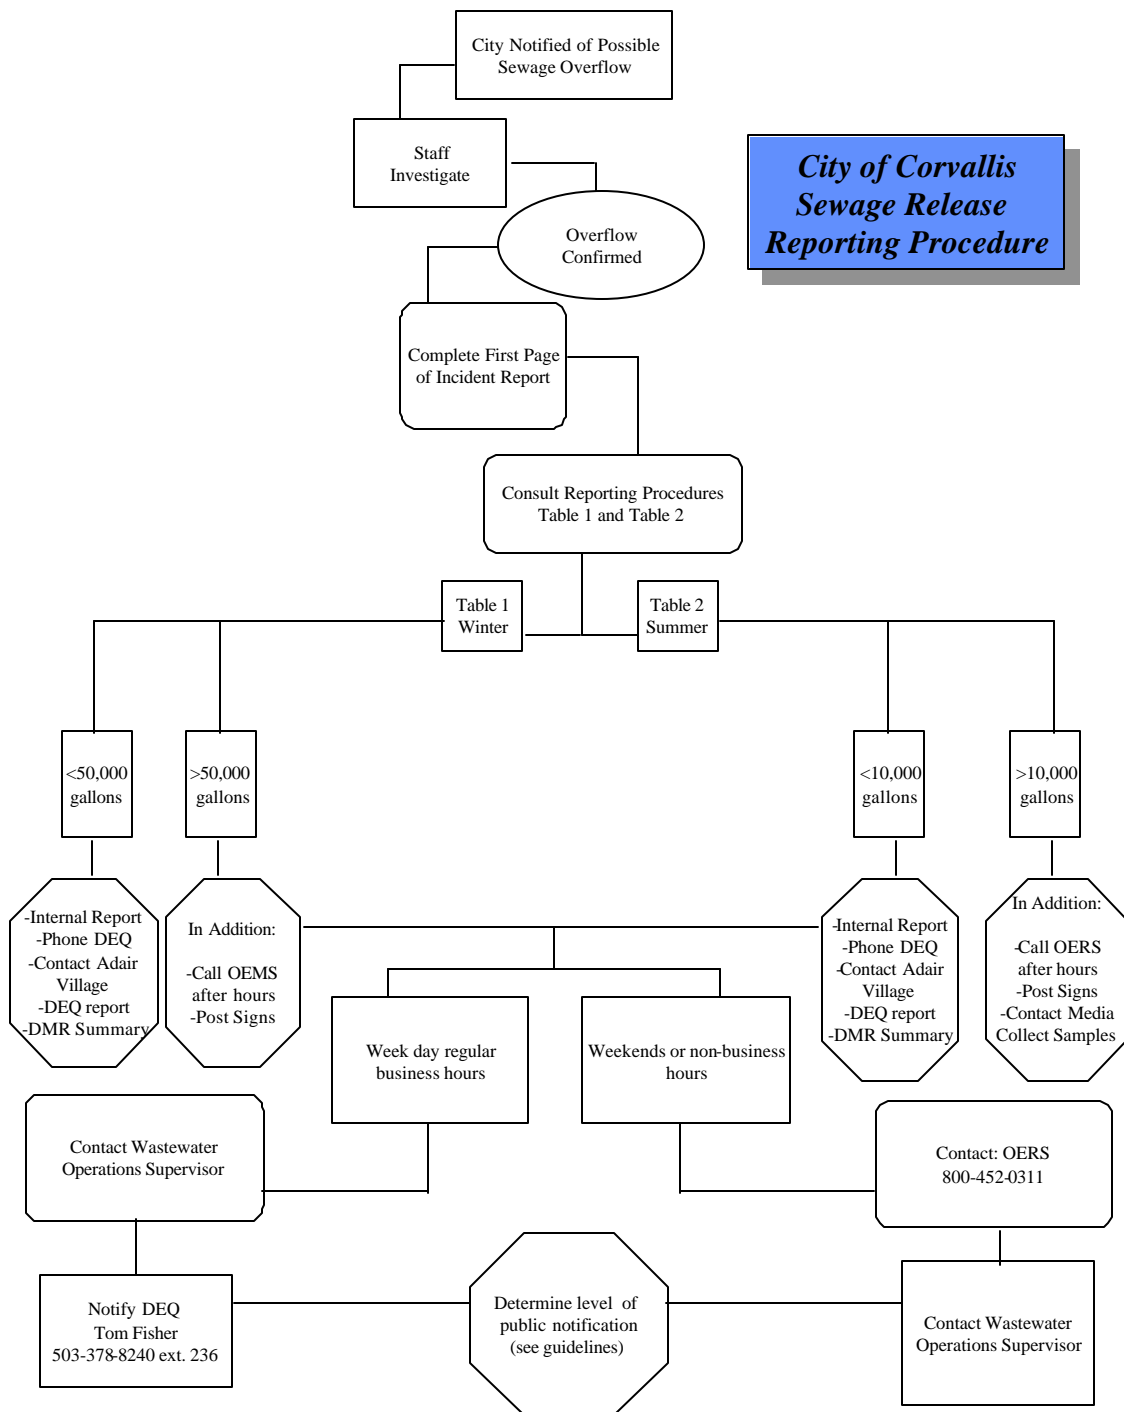 City Notified of Possible
Sewage Overflow
Staff
Investigate
City of Corvallis
Sewage Release
Reporting Procedure
Overflow
Confirmed
Complete First Page
of Incident Report
Consult Reporting Procedures
Table 1 and Table 2
Table 1
Winter
Table 2
Summer
<50,000
gallons
>50,000
gallons
<10,000
gallons
>10,000
gallons
-Internal Report
-Phone DEQ
-Contact Adair
Village
-DEQ report
-DMR Summary
In Addition:
-Call OEMS
after hours
-Post Signs
-Internal Report
-Phone DEQ
-Contact Adair
Village
-DEQ report
-DMR Summary
In Addition:
-Call OERS
after hours
-Post Signs
-Contact Media
Collect Samples
Week day regular
business hours
Weekends or non-business
hours
Contact Wastewater
Operations Supervisor
Contact: OERS
800-452-0311
Notify DEQ
Tom Fisher
503-378-8240 ext. 236
Determine level of
public notification
(see guidelines)
Contact Wastewater
Operations Supervisor